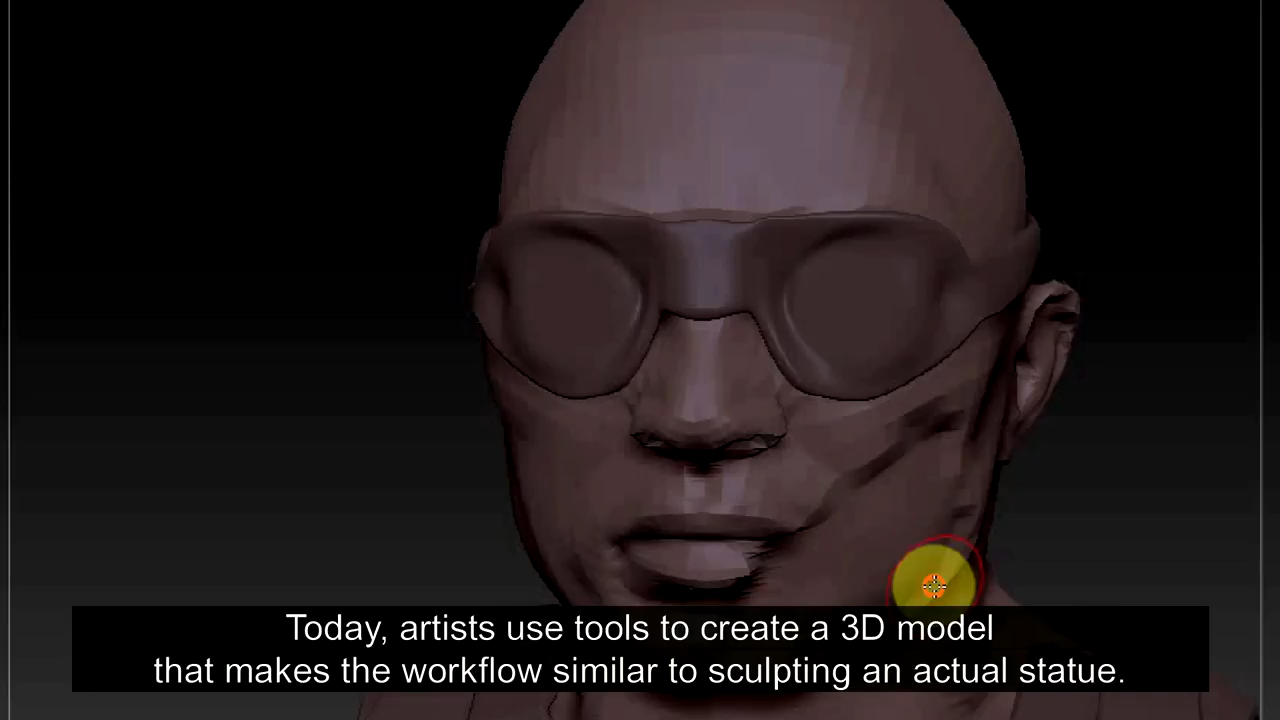 Today, artists use tools to create a 3D model
that makes the workflow similar to sculpting an actual statue.